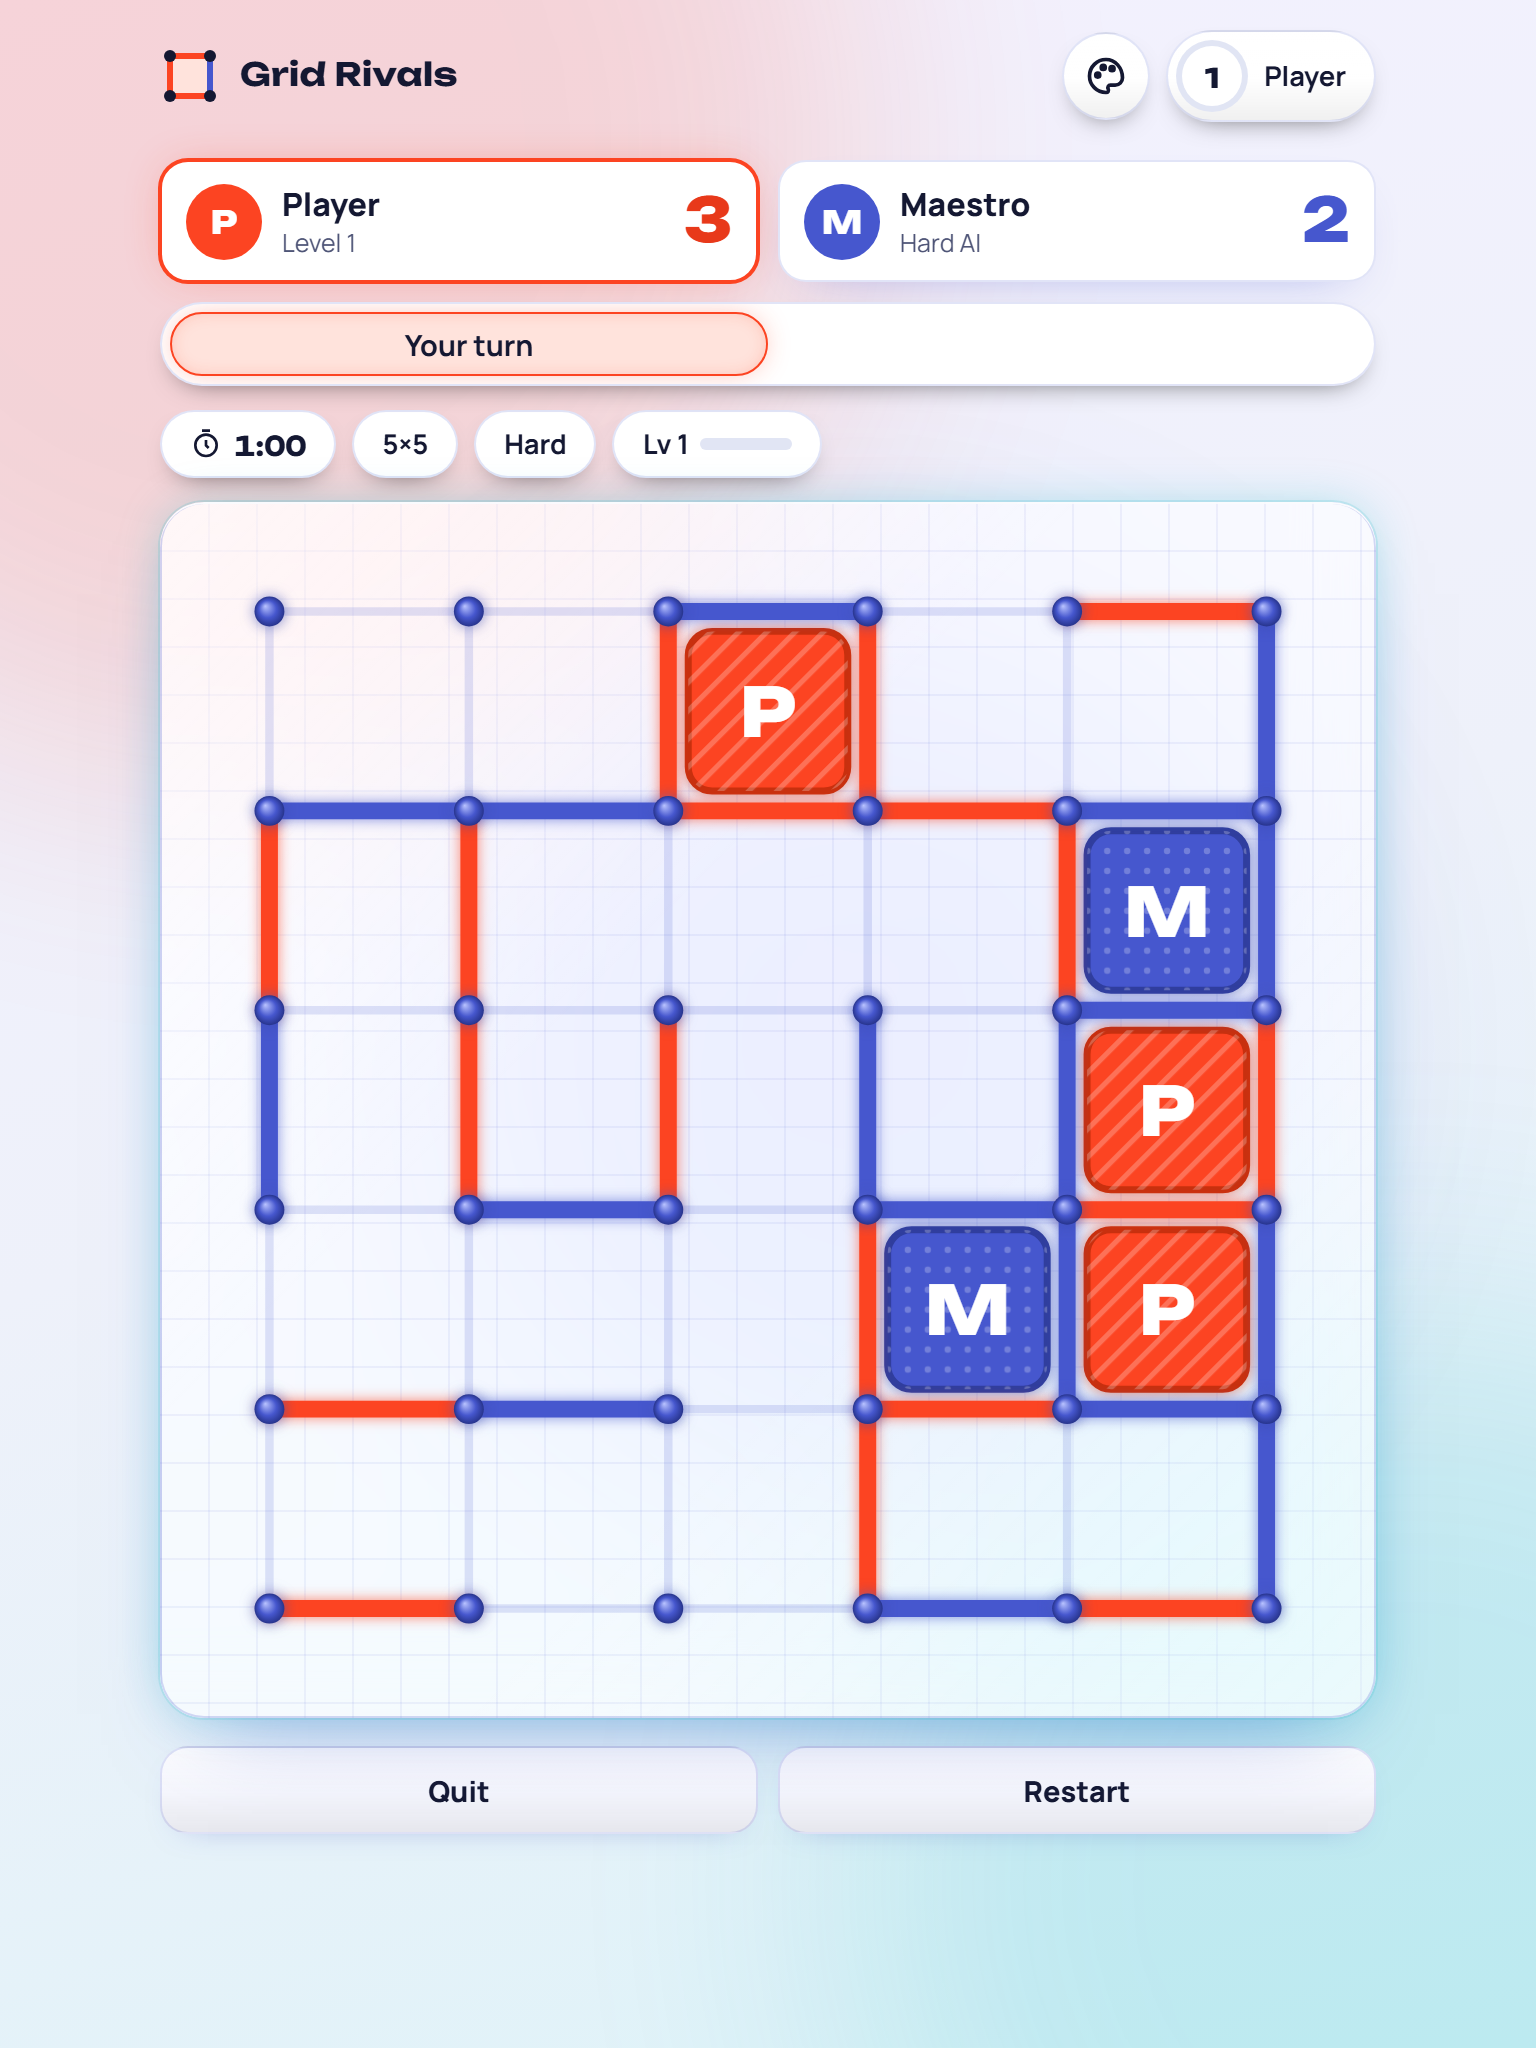 Grid Rivals
1 Player
P Player 3
Level 1
M Maestro 2
Hard AI
Your turn
1:00 5×5 Hard Lv 1
P
M
P
M P
Quit Restart